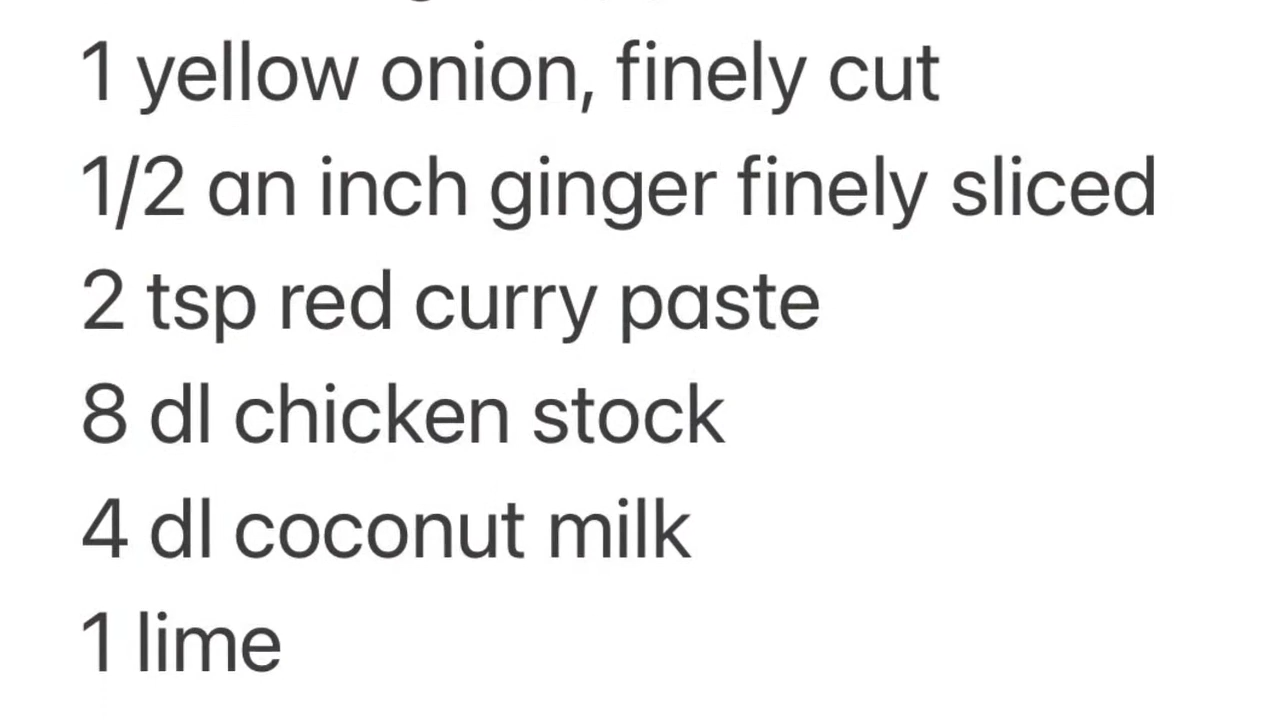 1 yellow onion, finely cut
1/2 an inch ginger finely sliced
2 tsp red curry paste
8 dl chicken stock
4 dl coconut milk
1 lime